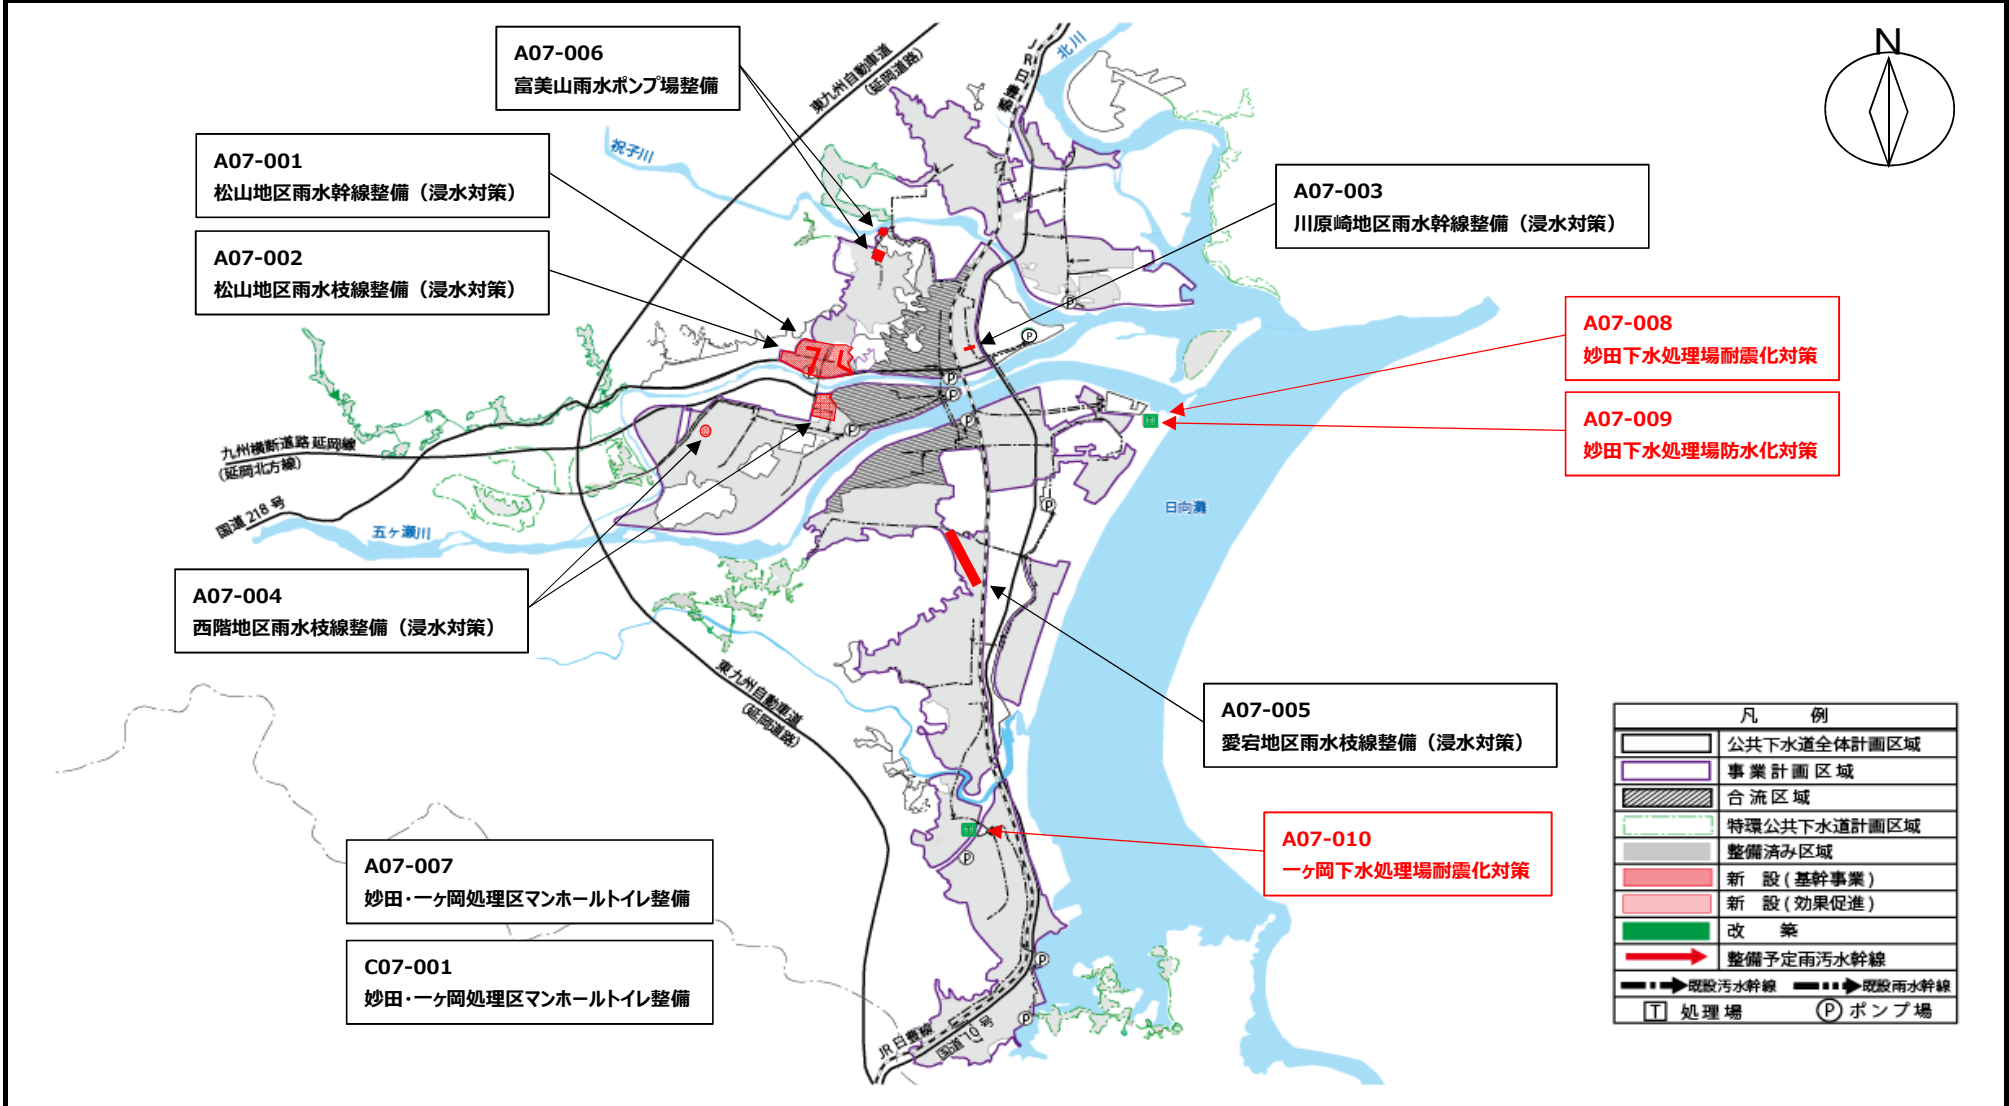 A07-006
富美山雨水ポンプ場整備
A07-001
松山地区雨水幹線整備（浸水対策）
A07-002
松山地区雨水枝線整備（浸水対策）
A07-003
川原崎地区雨水幹線整備（浸水対策）
A07-008
妙田下水処理場耐震化対策
A07-009
妙田下水処理場防水化対策
A07-004
西階地区雨水枝線整備（浸水対策）
A07-005
愛宕地区雨水枝線整備（浸水対策）
A07-010
一ヶ岡下水処理場耐震化対策
A07-007
妙田・一ヶ岡処理区マンホールトイレ整備
C07-001
妙田・一ヶ岡処理区マンホールトイレ整備
N
東九州自動車道
(延岡道路)
JR日豊線
北川
祝子川
九州横断道路 延岡線
(延岡北方線)
国道218号
五ヶ瀬川
日向灘
東九州自動車道
(延岡道路)
JR日豊線
国道10号
P
P
P
P
P
P
P
P
P
P
凡 例
公共下水道全体計画区域
事業計画区域
合流区域
特環公共下水道計画区域
整備済み区域
新 設(基幹事業)
新 設(効果促進)
改 築
整備予定雨汚水幹線
既設汚水幹線 既設雨水幹線
T 処理場 P ポンプ場